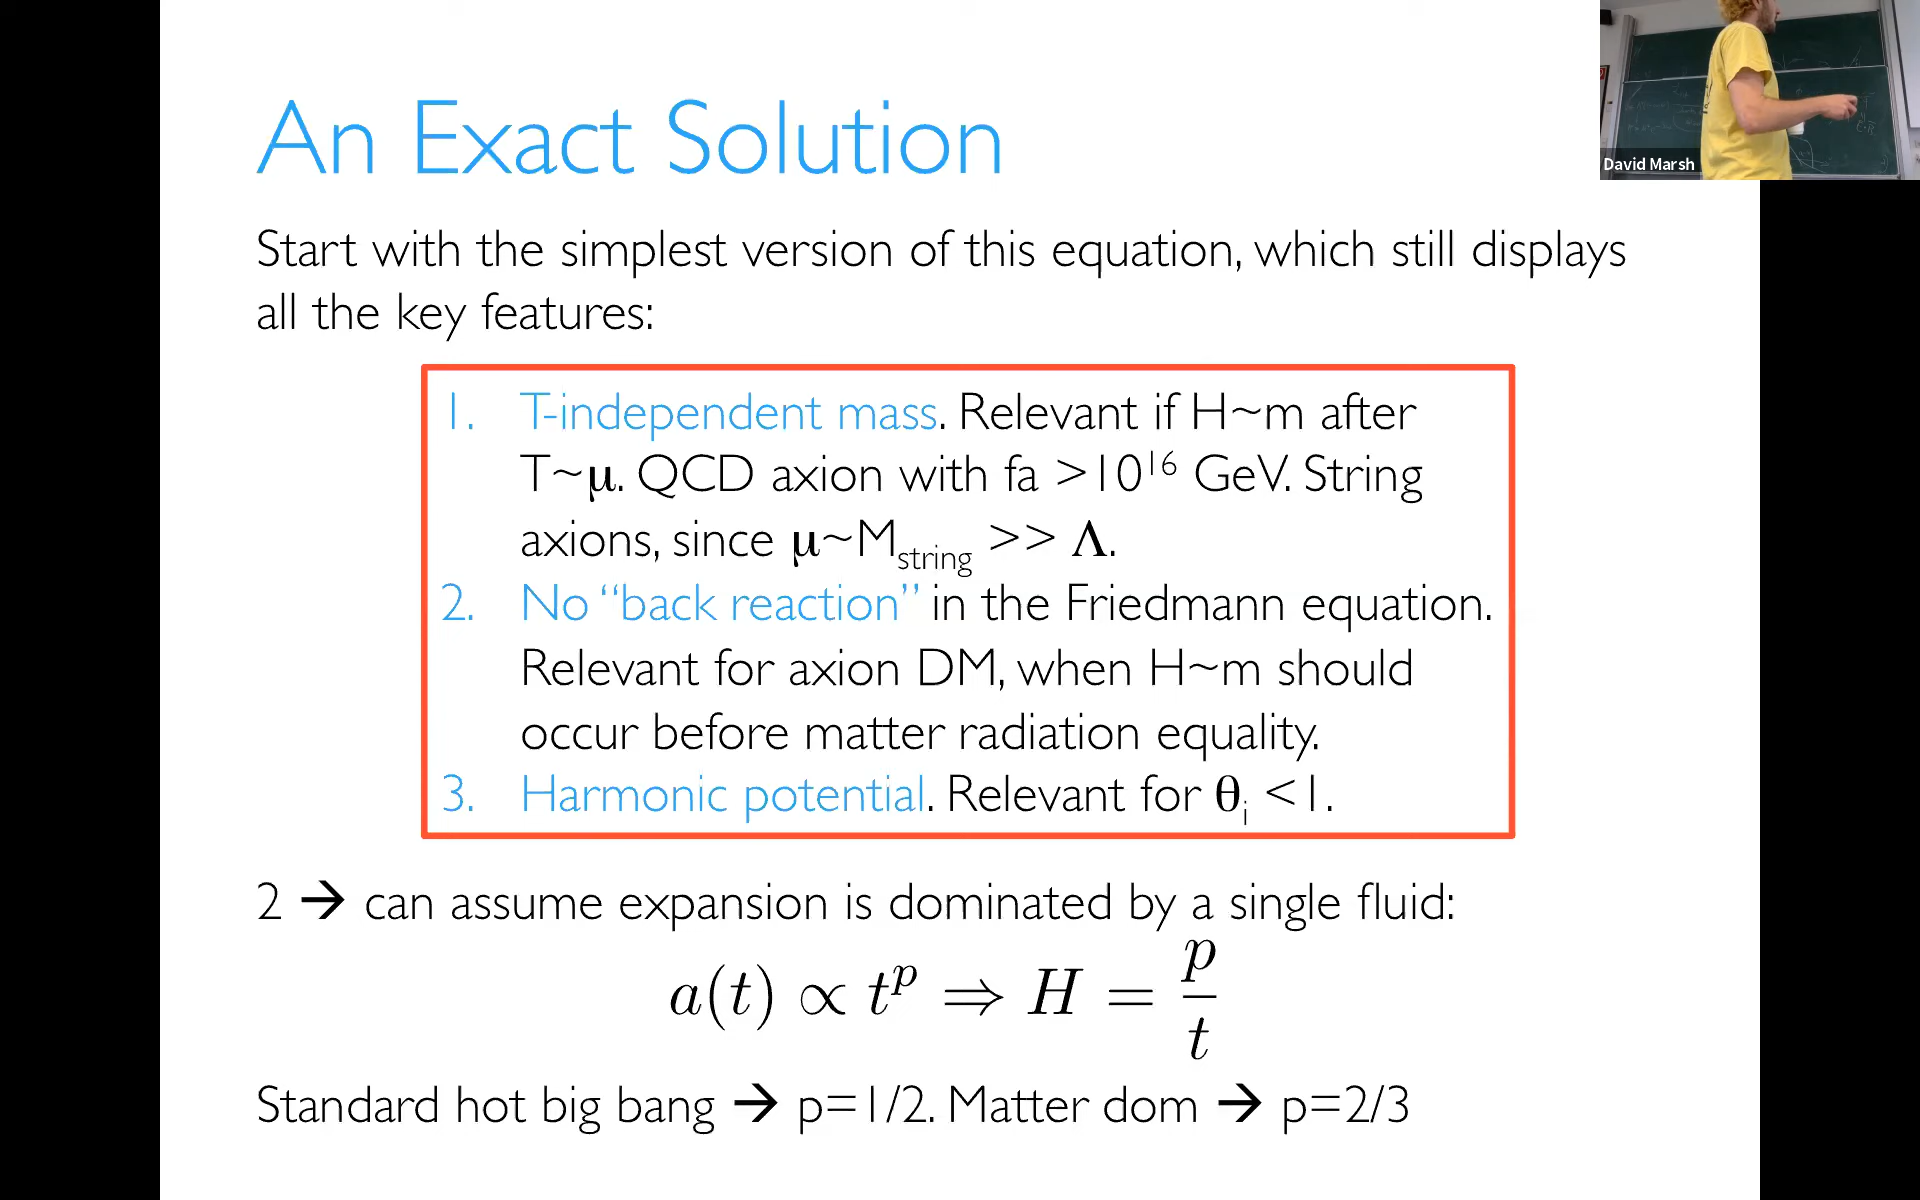 An Exact Solution
David Marsh
Start with the simplest version of this equation, which still displays
all the key features:
1. T-independent mass. Relevant if H~m after
T~μ. QCD axion with fa >10¹⁶ GeV. String
axions, since μ~M_string >> Λ.
2. No “back reaction” in the Friedmann equation.
Relevant for axion DM, when H~m should
occur before matter radiation equality.
3. Harmonic potential. Relevant for θ_i <1.
2 → can assume expansion is dominated by a single fluid:
a(t) ∝ t^p ⇒ H = p/t
Standard hot big bang → p=1/2. Matter dom → p=2/3